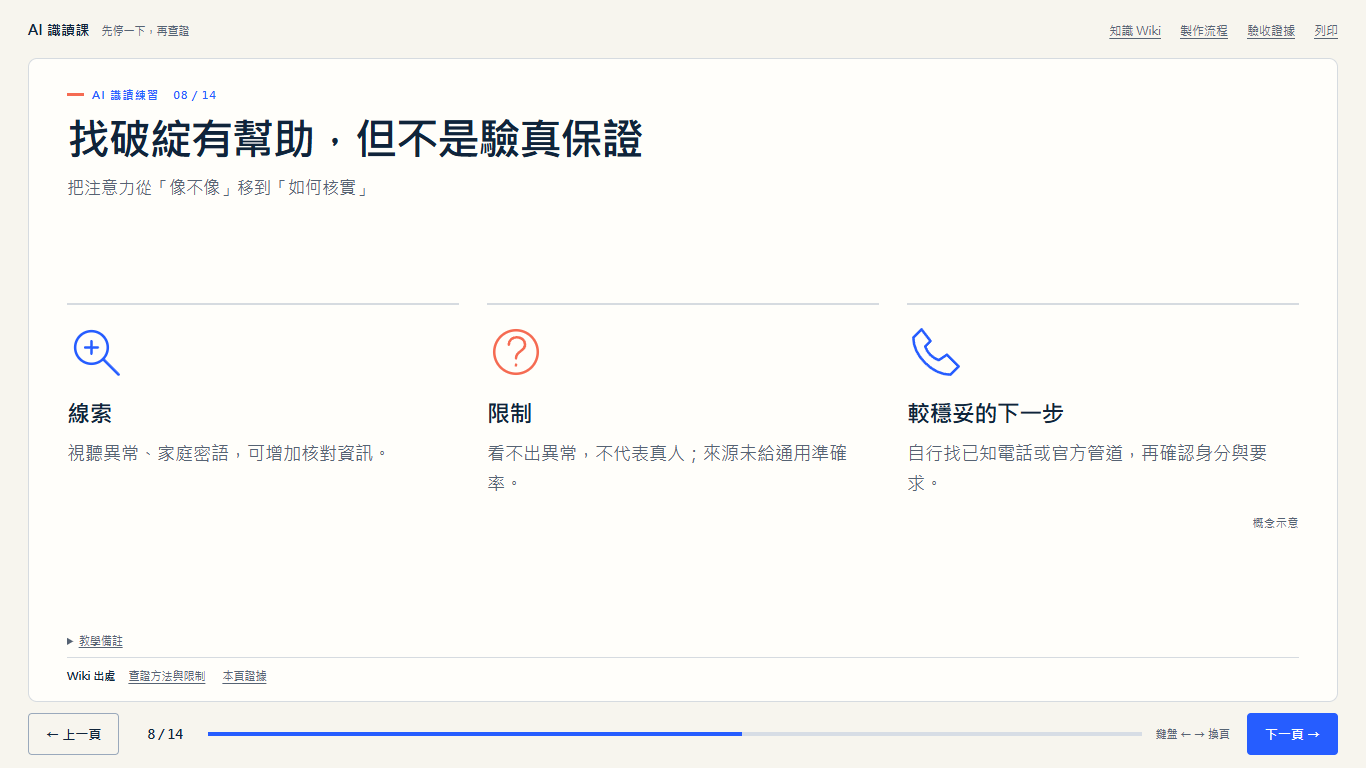 AI 識讀課 先停一下，再查證
知識 Wiki 製作流程 驗收證據 列印
AI 識讀練習 08 / 14
找破綻有幫助，但不是驗真保證
把注意力從「像不像」移到「如何核實」
線索
視聽異常、家庭密語，可增加核對資訊。
限制
看不出異常，不代表真人；來源未給通用準確
率。
較穩妥的下一步
自行找已知電話或官方管道，再確認身分與要
求。
概念示意
▶ 教學備註
Wiki 出處 查證方法與限制 本頁證據
← 上一頁
8 / 14
鍵盤 ← → 換頁
下一頁 →